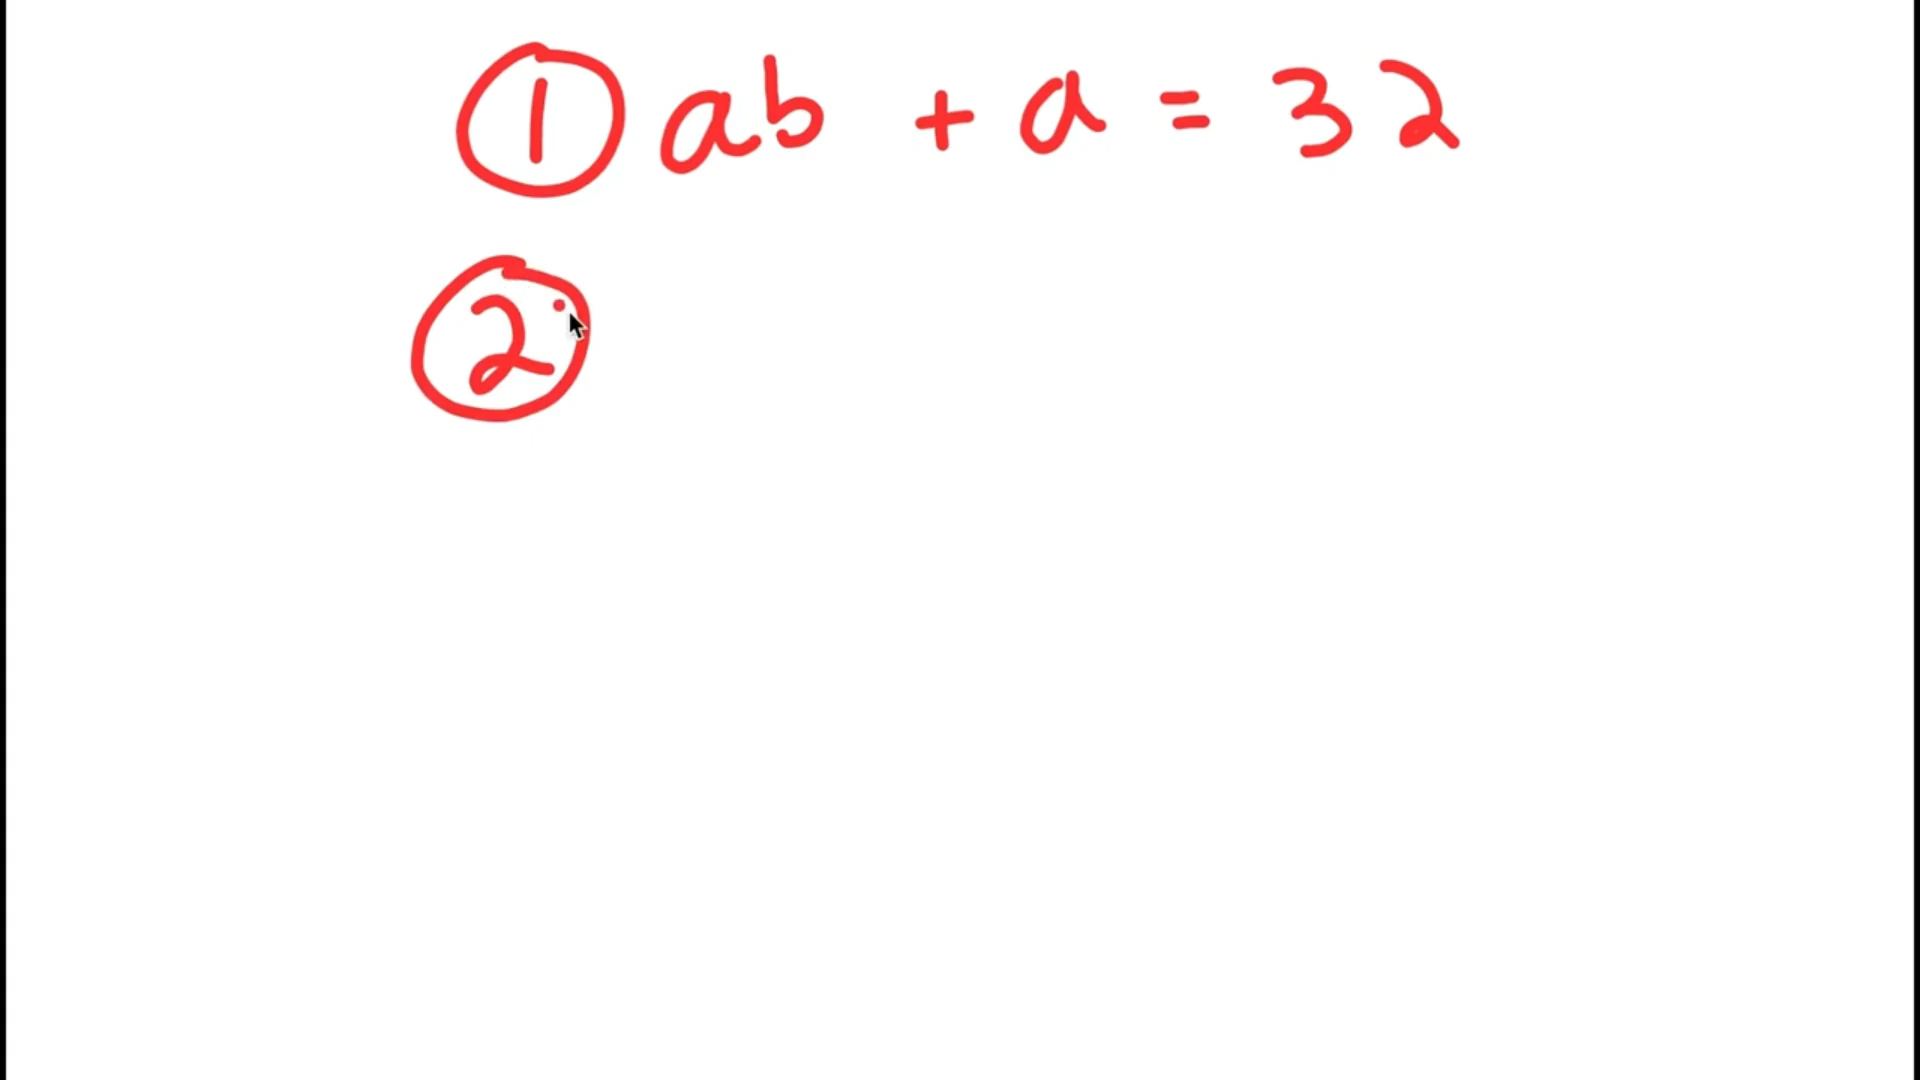 ① ab + a = 32
②